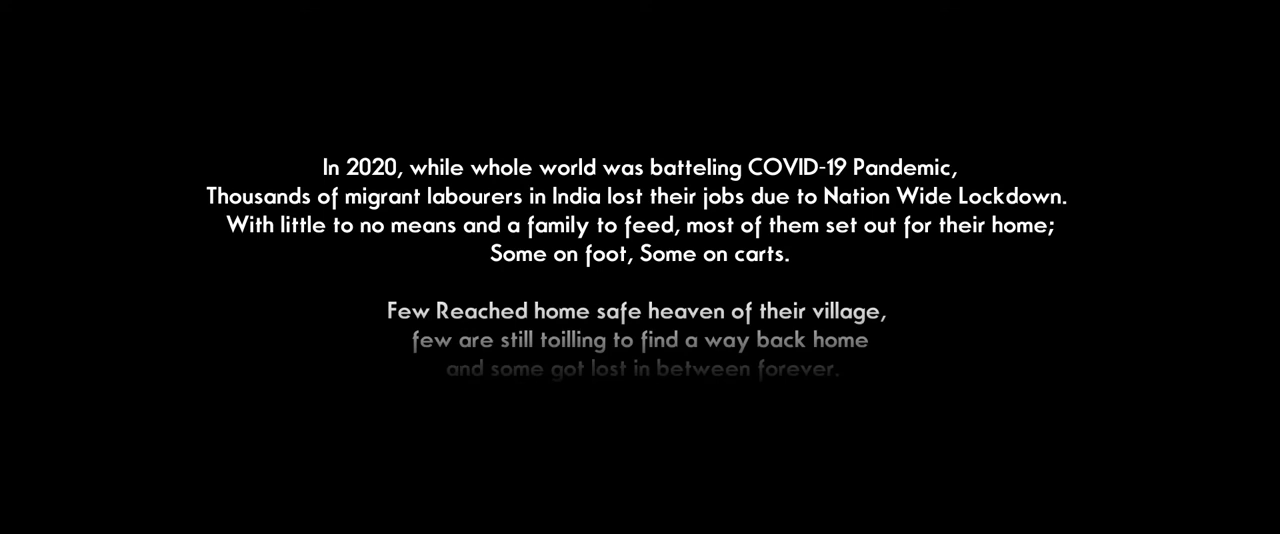 In 2020, while whole world was batteling COVID-19 Pandemic,
Thousands of migrant labourers in India lost their jobs due to Nation Wide Lockdown.
With little to no means and a family to feed, most of them set out for their home;
Some on foot, Some on carts.
Few Reached home safe heaven of their village,
few are still toilling to find a way back home
and some got lost in between forever.